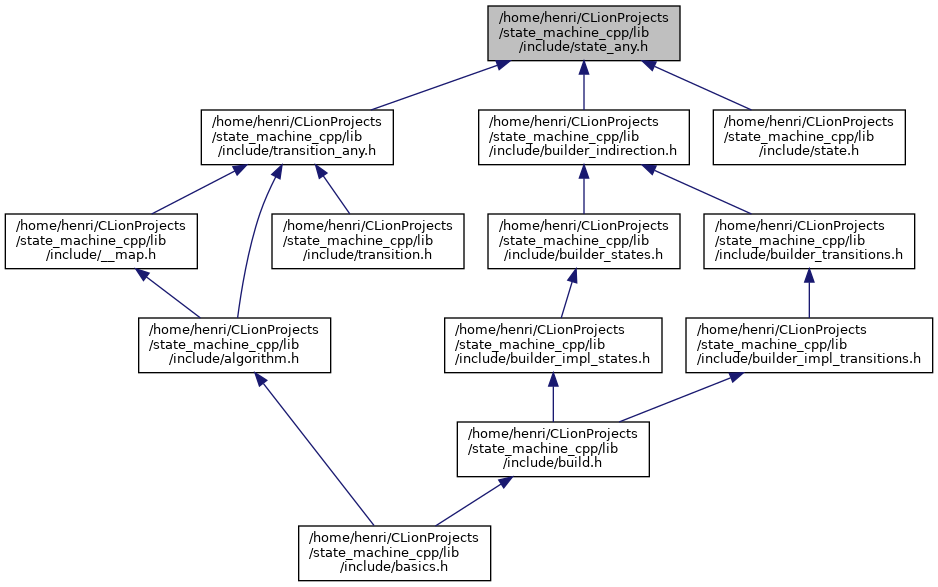 /home/henri/CLionProjects
/state_machine_cpp/lib
/include/state_any.h
/home/henri/CLionProjects
/state_machine_cpp/lib
/include/transition_any.h
/home/henri/CLionProjects
/state_machine_cpp/lib
/include/builder_indirection.h
/home/henri/CLionProjects
/state_machine_cpp/lib
/include/state.h
/home/henri/CLionProjects
/state_machine_cpp/lib
/include/__map.h
/home/henri/CLionProjects
/state_machine_cpp/lib
/include/transition.h
/home/henri/CLionProjects
/state_machine_cpp/lib
/include/builder_states.h
/home/henri/CLionProjects
/state_machine_cpp/lib
/include/builder_transitions.h
/home/henri/CLionProjects
/state_machine_cpp/lib
/include/algorithm.h
/home/henri/CLionProjects
/state_machine_cpp/lib
/include/builder_impl_states.h
/home/henri/CLionProjects
/state_machine_cpp/lib
/include/builder_impl_transitions.h
/home/henri/CLionProjects
/state_machine_cpp/lib
/include/build.h
/home/henri/CLionProjects
/state_machine_cpp/lib
/include/basics.h